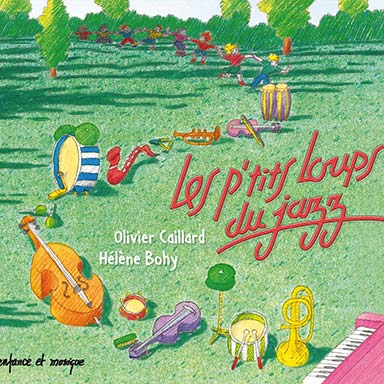 Les p'tits loups
du jazz
Olivier Caillard
Hélène Bohy
enfance et musique